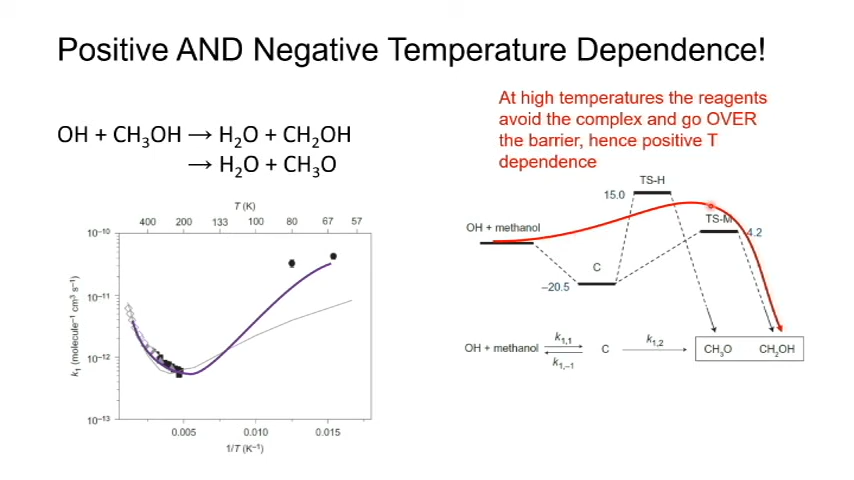 Positive AND Negative Temperature Dependence!
OH + CH₃OH → H₂O + CH₂OH
→ H₂O + CH₃O
At high temperatures the reagents
avoid the complex and go OVER
the barrier, hence positive T
dependence
T (K)
400 200 133 100 80 67 57
10⁻¹⁰
10⁻¹¹
10⁻¹²
10⁻¹³
k₁ (molecule⁻¹ cm³ s⁻¹)
0.005 0.010 0.015
1/T (K⁻¹)
TS-H
15.0
OH + methanol
TS-M
4.2
C
−20.5
OH + methanol k₁,₁ k₁,₋₁ C k₁,₂ CH₃O CH₂OH